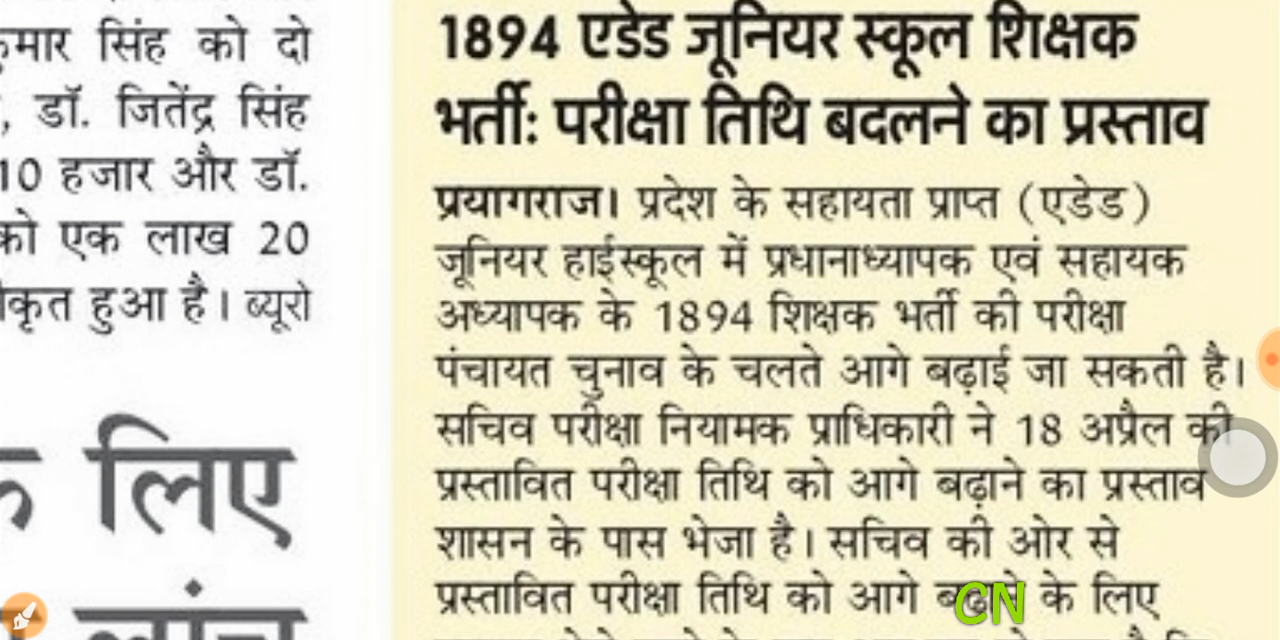 कुमार सिंह को दो
, डॉ. जितेंद्र सिंह
10 हजार और डॉ.
को एक लाख 20
हुआ है। ब्यूरो
लिए
1894 एडेड जूनियर स्कूल शिक्षक
भर्ती: परीक्षा तिथि बदलने का प्रस्ताव
प्रयागराज। प्रदेश के सहायता प्राप्त (एडेड)
जूनियर हाईस्कूल में प्रधानाध्यापक एवं सहायक
अध्यापक के 1894 शिक्षक भर्ती की परीक्षा
पंचायत चुनाव के चलते आगे बढ़ाई जा सकती है।
सचिव परीक्षा नियामक प्राधिकारी ने 18 अप्रैल की
प्रस्तावित परीक्षा तिथि को आगे बढ़ाने का प्रस्ताव
शासन के पास भेजा है। सचिव की ओर से
प्रस्तावित परीक्षा तिथि को आगे बढ़ाने के लिए
CN